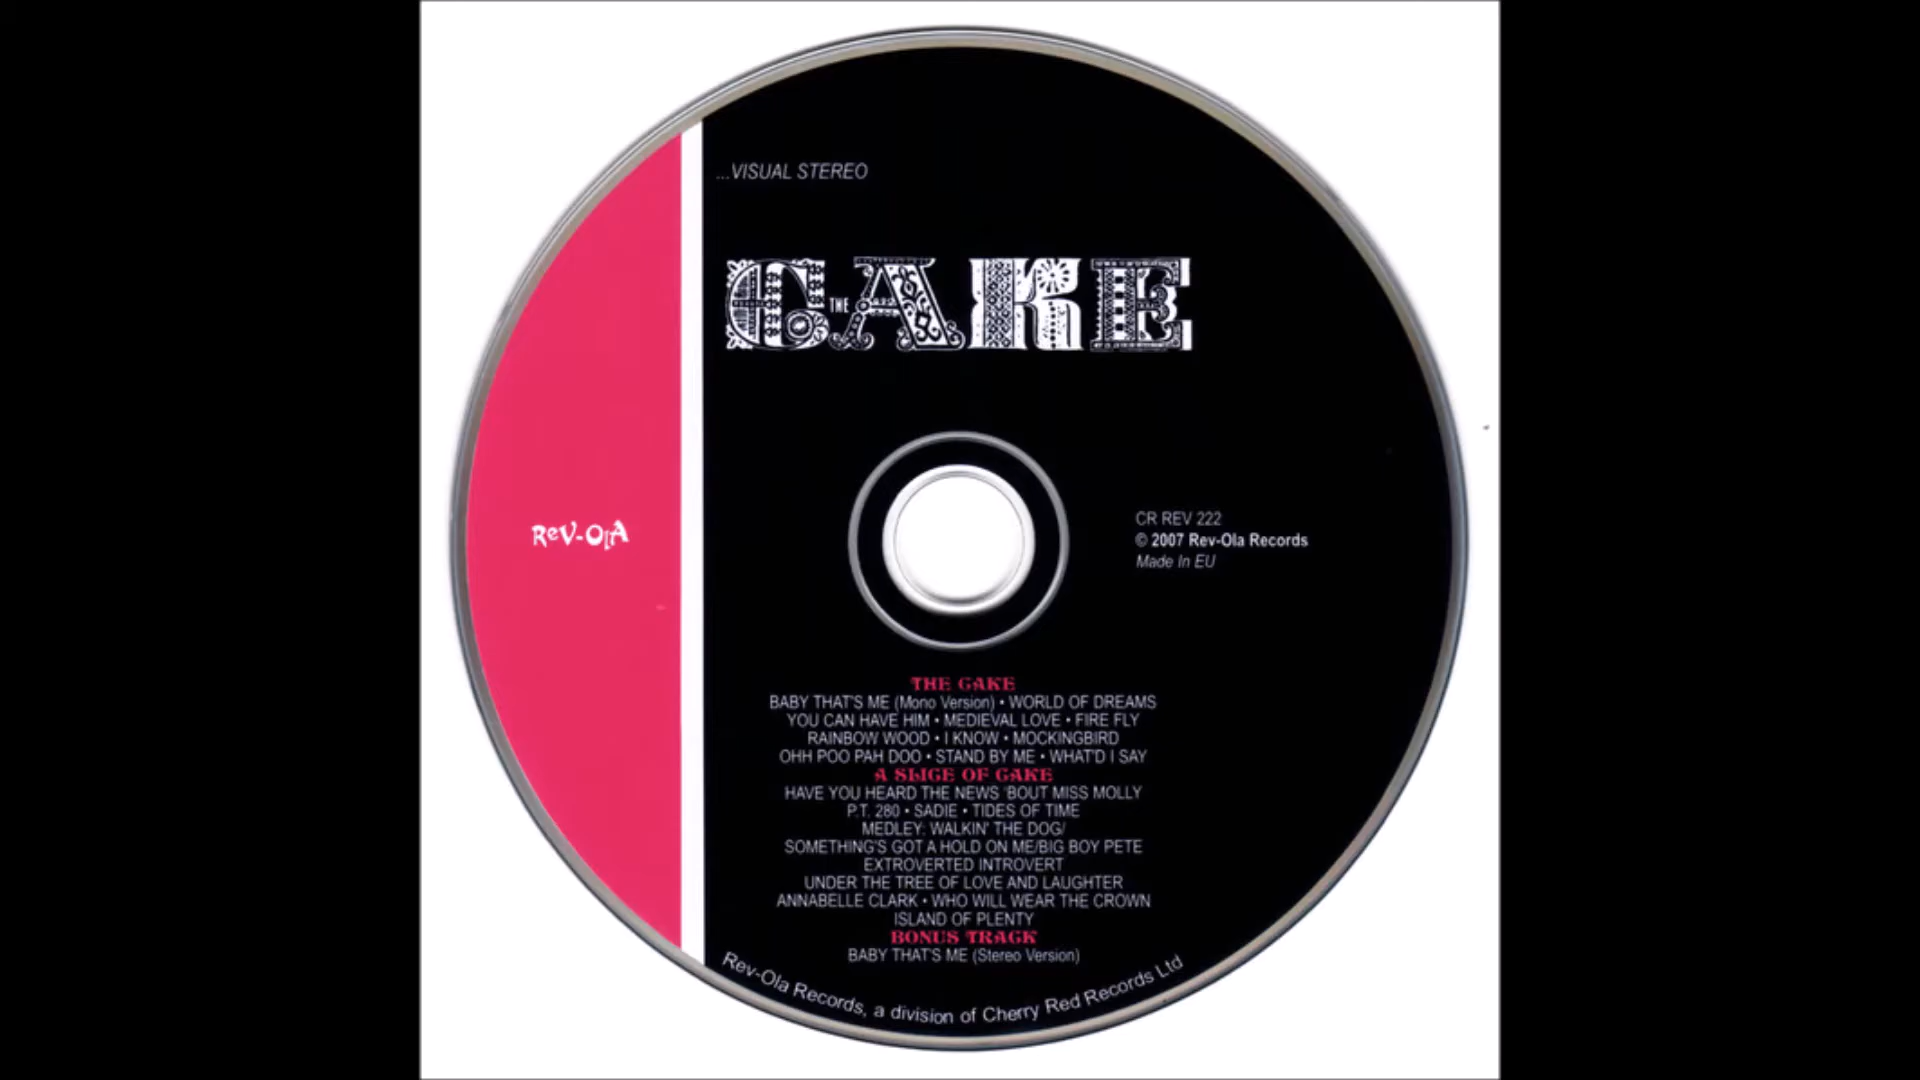 ...VISUAL STEREO
THE CAKE
ReV-OlA
CR REV 222
© 2007 Rev-Ola Records
Made In EU
THE CAKE
BABY THAT'S ME (Mono Version) • WORLD OF DREAMS
YOU CAN HAVE HIM • MEDIEVAL LOVE • FIRE FLY
RAINBOW WOOD • I KNOW • MOCKINGBIRD
OHH POO PAH DOO • STAND BY ME • WHAT'D I SAY
A SLICE OF CAKE
HAVE YOU HEARD THE NEWS 'BOUT MISS MOLLY
P.T. 280 • SADIE • TIDES OF TIME
MEDLEY: WALKIN' THE DOG/
SOMETHING'S GOT A HOLD ON ME/BIG BOY PETE
EXTROVERTED INTROVERT
UNDER THE TREE OF LOVE AND LAUGHTER
ANNABELLE CLARK • WHO WILL WEAR THE CROWN
ISLAND OF PLENTY
BONUS TRACK
BABY THAT'S ME (Stereo Version)
Rev-Ola Records, a division of Cherry Red Records Ltd